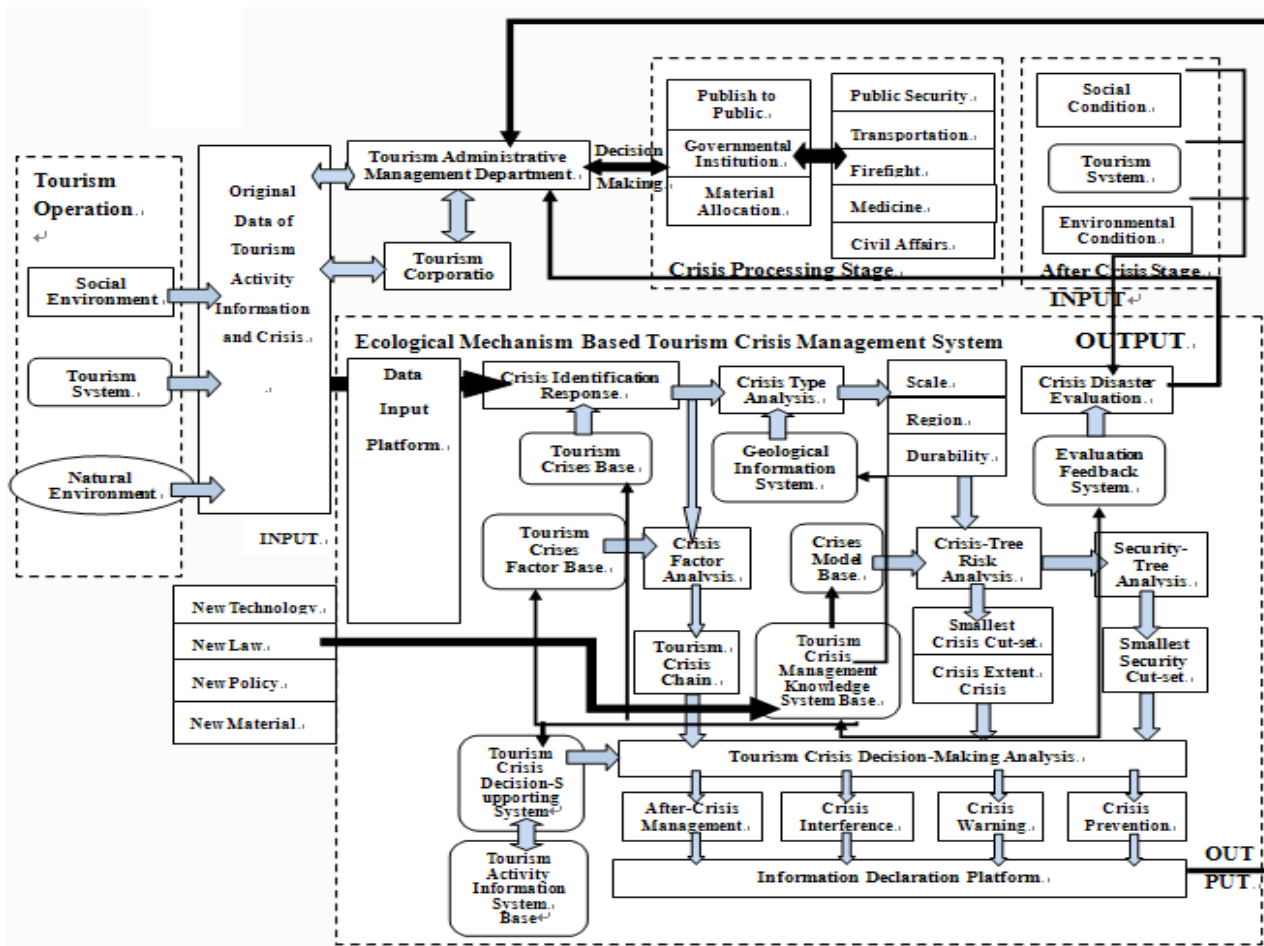 Decision
Making.
Publish to
Public.
Governmental
Institution.
Material
Allocation.
Public Security.
Transportation.
Firefight.
Medicine.
Civil Affairs.
Crisis Processing Stage.
Social
Condition.
Tourism
System.
Environmental
Condition.
After Crisis Stage.
INPUT
Tourism
Operation.
Social
Environment.
Tourism
System.
Natural
Environment.
Original
Data of
Tourism
Activity
Information
and Crisis.
.
INPUT.
Tourism Administrative
Management Department.
Tourism
Corporatio
Ecological Mechanism Based Tourism Crisis Management System
OUTPUT.
Data
Input
Platform.
Crisis Identification
Response.
Crisis Type
Analysis.
Scale.
Region.
Durability.
Crisis Disaster
Evaluation.
Tourism
Crises Base.
Geological
Information
System.
Evaluation
Feedback
System.
Tourism
Crises
Factor Base.
Crisis
Factor
Analysis.
Crises
Model
Base.
Crisis-Tree
Risk
Analysis.
Security-
Tree
Analysis.
New Technology.
New Law.
New Policy.
New Material.
Tourism.
Crisis
Chain.
Tourism
Crisis
Management
Knowledge
System Base.
Smallest
Crisis Cut-set.
Crisis Extent.
Crisis
Smallest
Security
Cut-set.
Tourism
Crisis
Decision-S
upporting
System
Tourism Crisis Decision-Making Analysis.
After-Crisis
Management.
Crisis
Interference.
Crisis
Warning.
Crisis
Prevention.
Tourism
Activity
Information
System.
Base
Information Declaration Platform.
OUT
PUT.